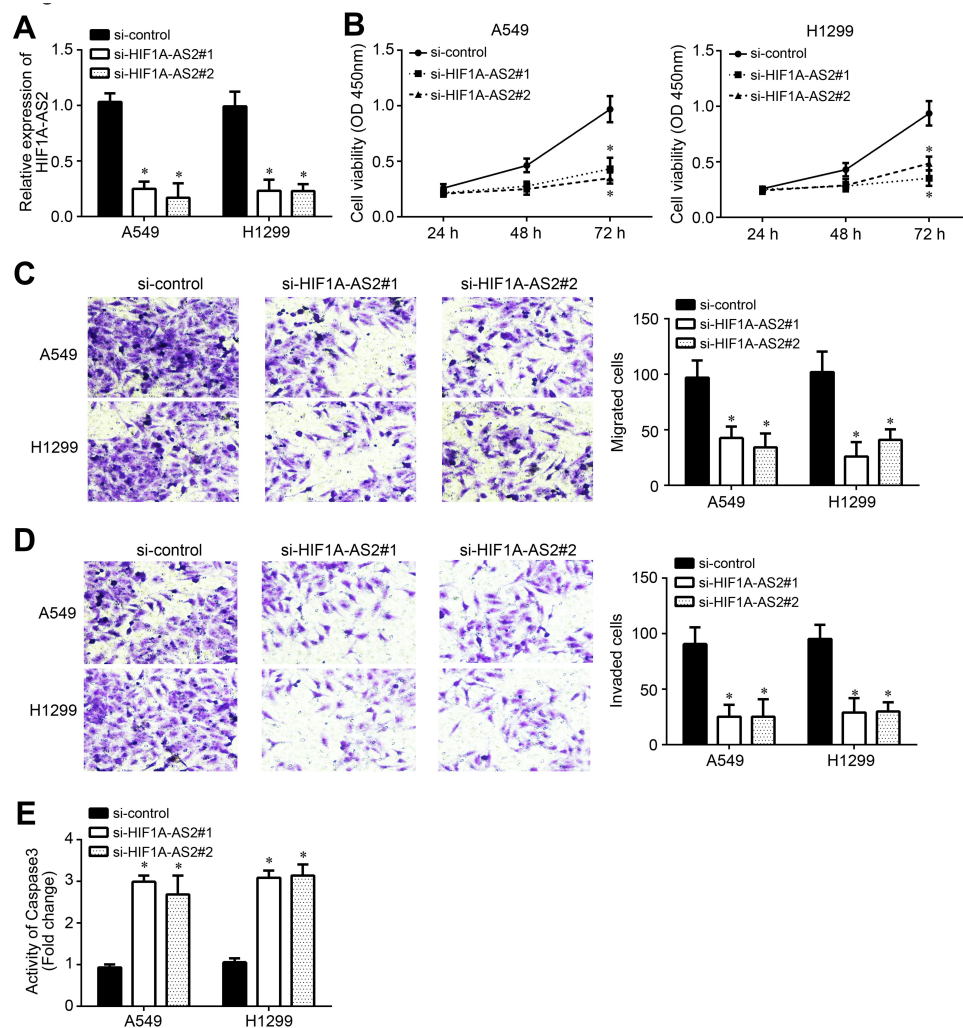 A
si-control
si-HIF1A-AS2#1
si-HIF1A-AS2#2
Relative expression of
HIF1A-AS2
1.5
1.0
0.5
0.0
*
*
*
*
A549
H1299
B
A549
si-control
si-HIF1A-AS2#1
si-HIF1A-AS2#2
Cell viability (OD 450nm)
1.5
1.0
0.5
0.0
*
*
24 h
48 h
72 h
H1299
si-control
si-HIF1A-AS2#1
si-HIF1A-AS2#2
Cell viability (OD 450nm)
1.5
1.0
0.5
0.0
*
*
24 h
48 h
72 h
C
si-control
si-HIF1A-AS2#1
si-HIF1A-AS2#2
A549
H1299
si-control
si-HIF1A-AS2#1
si-HIF1A-AS2#2
Migrated cells
150
100
50
0
*
*
*
*
A549
H1299
D
si-control
si-HIF1A-AS2#1
si-HIF1A-AS2#2
A549
H1299
si-control
si-HIF1A-AS2#1
si-HIF1A-AS2#2
Invaded cells
150
100
50
0
*
*
*
*
A549
H1299
E
si-control
si-HIF1A-AS2#1
si-HIF1A-AS2#2
Activity of Caspase3
(Fold change)
4
3
2
1
0
*
*
*
*
A549
H1299